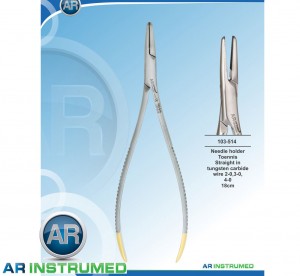 AR
103-514
Needle holder
Toennis
Straight in
tungsten carbide
wire 2-0,3-0,
4-0
18cm
AR
AR INSTRUMED
AR INSTRUMED